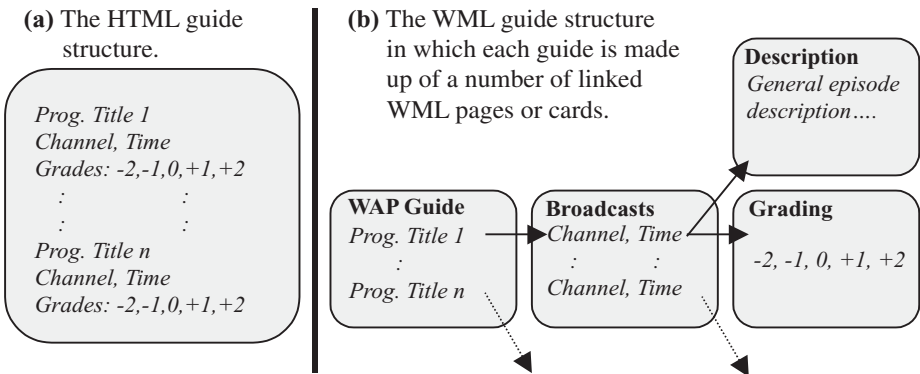 (a) The HTML guide
structure.
Prog. Title 1
Channel, Time
Grades: -2,-1,0,+1,+2
: :
: :
Prog. Title n
Channel, Time
Grades: -2,-1,0,+1,+2
(b) The WML guide structure
in which each guide is made
up of a number of linked
WML pages or cards.
WAP Guide
Prog. Title 1
:
Prog. Title n
Broadcasts
Channel, Time
: :
Channel, Time
Description
General episode
description....
Grading
-2, -1, 0, +1, +2